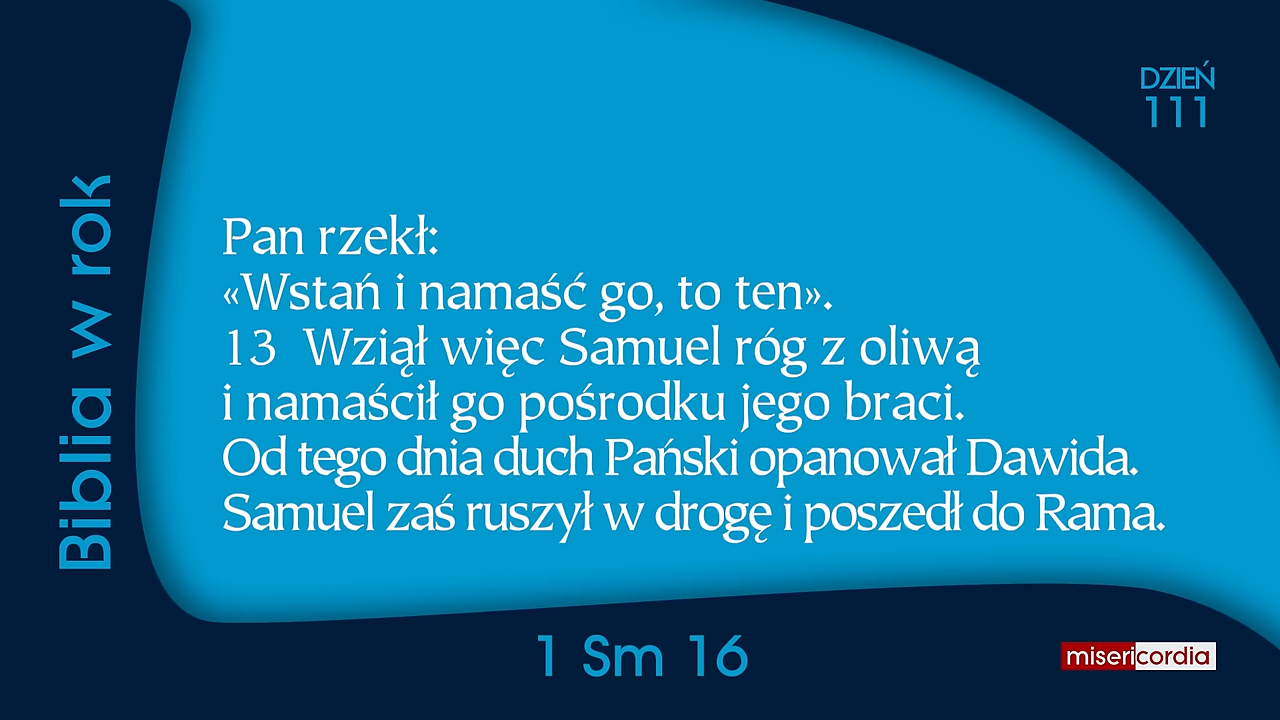 DZIEŃ
111
Biblia w rok
Pan rzekł:
«Wstań i namaść go, to ten».
13 Wziął więc Samuel róg z oliwą
i namaścił go pośrodku jego braci.
Od tego dnia duch Pański opanował Dawida.
Samuel zaś ruszył w drogę i poszedł do Rama.
1 Sm 16
misericordia